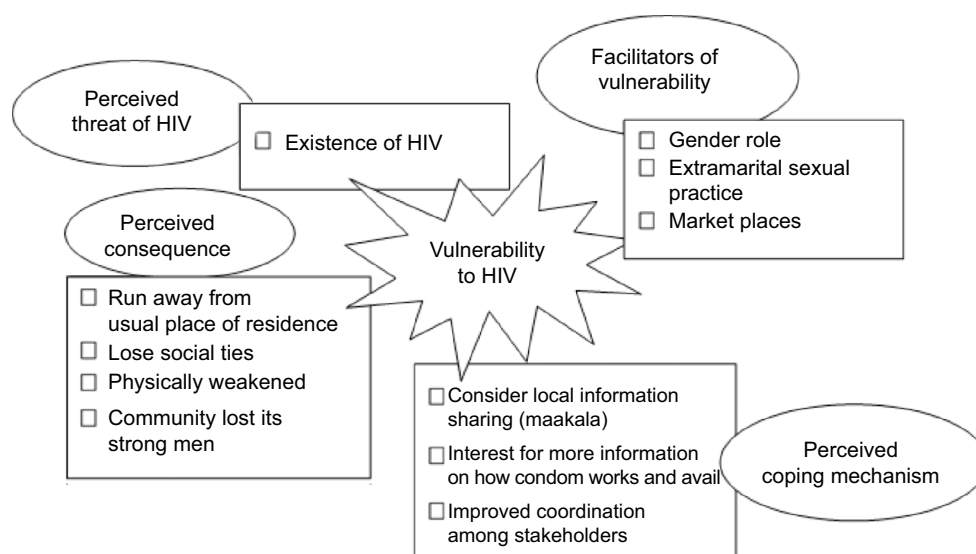 Perceived
threat of HIV
Existence of HIV
Facilitators of
vulnerability
Gender role
Extramarital sexual
practice
Market places
Perceived
consequence
Run away from
usual place of residence
Lose social ties
Physically weakened
Community lost its
strong men
Vulnerability
to HIV
Consider local information
sharing (maakala)
Interest for more information
on how condom works and avail
Improved coordination
among stakeholders
Perceived
coping mechanism